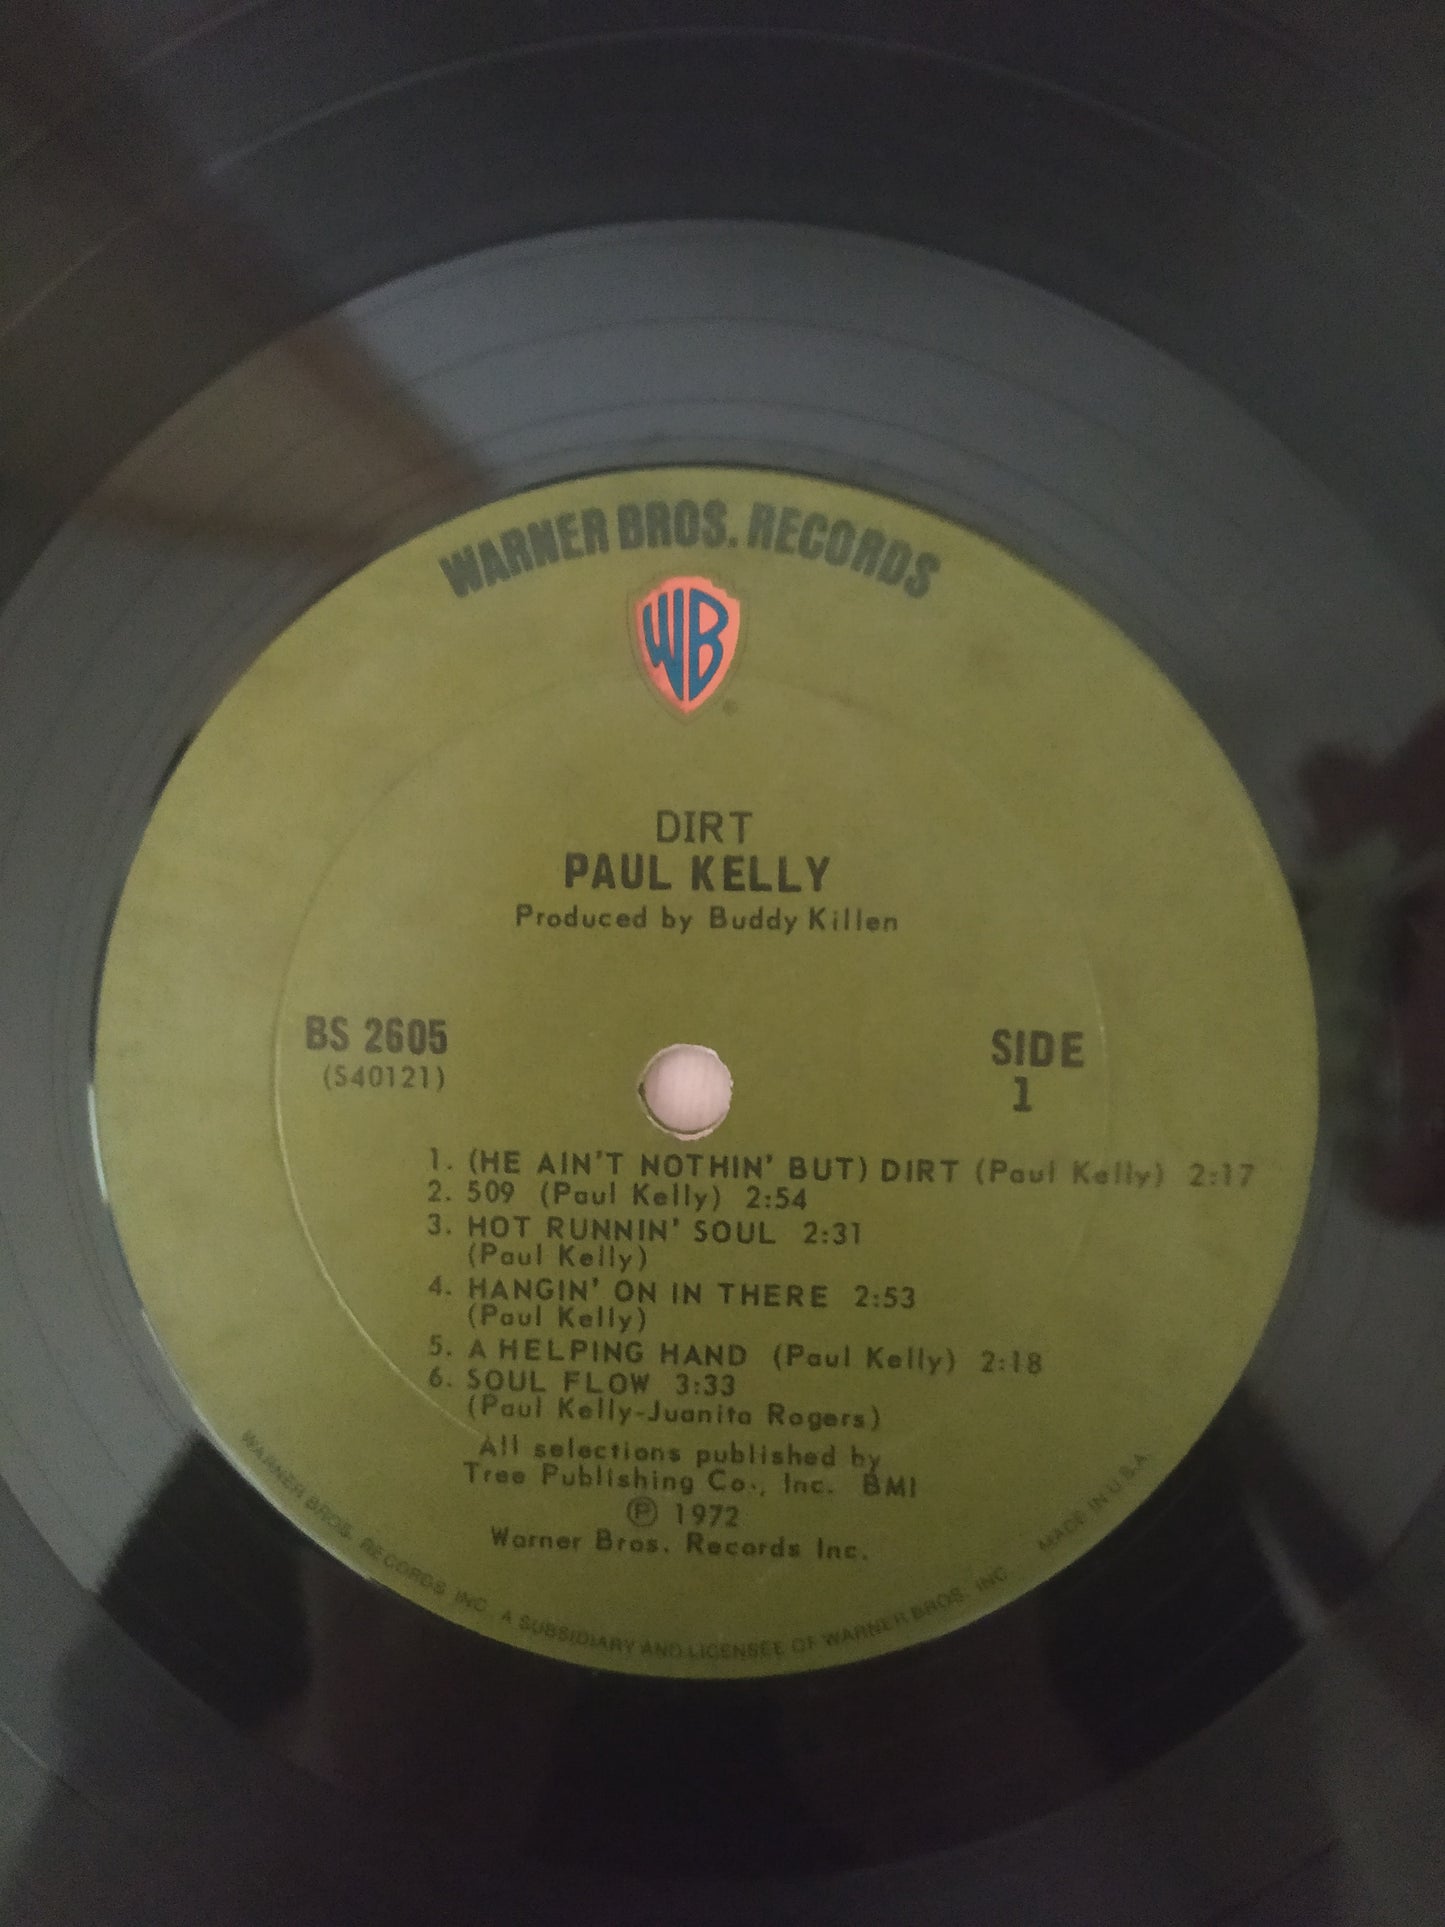 WARNER BROS. RECORDS
WB
®
DIRT
PAUL KELLY
Produced by Buddy Killen
BS 2605
(S40121)
SIDE
1
1. (HE AIN'T NOTHIN' BUT) DIRT (Paul Kelly) 2:17
2. 509 (Paul Kelly) 2:54
3. HOT RUNNIN' SOUL 2:31
(Paul Kelly)
4. HANGIN' ON IN THERE 2:53
(Paul Kelly)
5. A HELPING HAND (Paul Kelly) 2:18
6. SOUL FLOW 3:33
(Paul Kelly-Juanita Rogers)
All selections published by
Tree Publishing Co., Inc. BMI
℗ 1972
Warner Bros. Records Inc.
WARNER BROS. RECORDS INC. A SUBSIDIARY AND LICENSEE OF WARNER BROS. INC. MADE IN U.S.A.